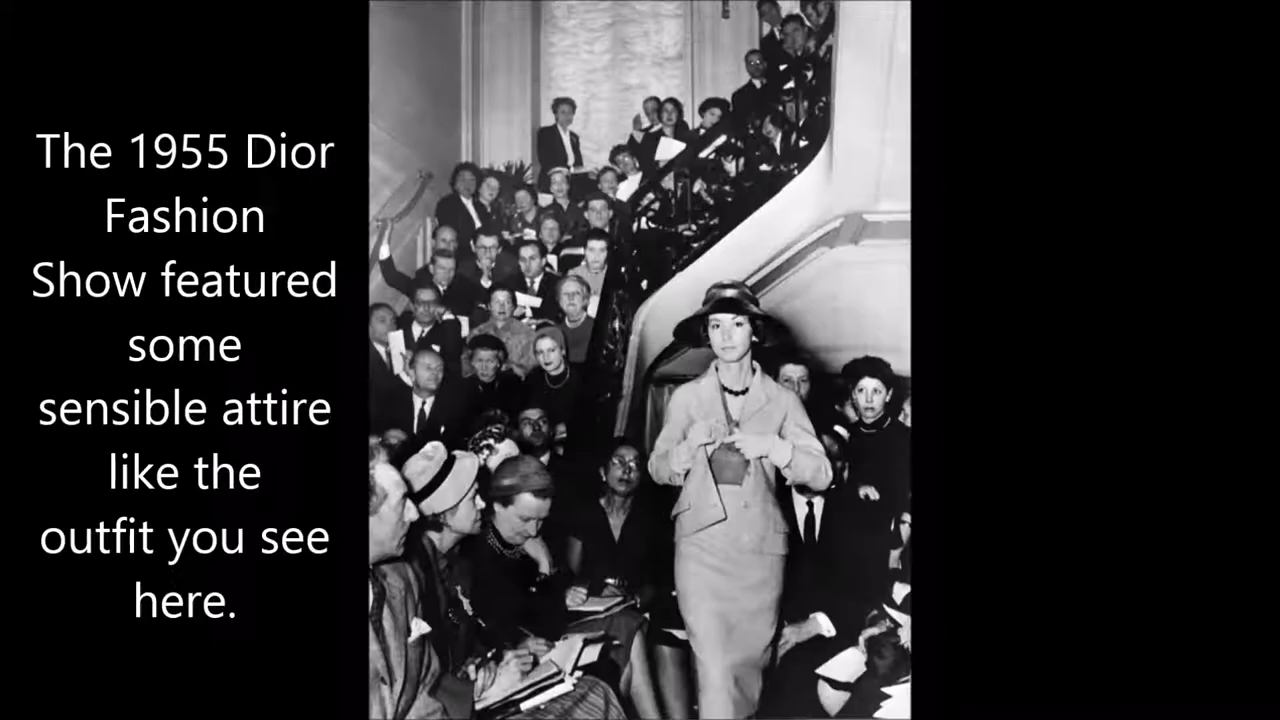 The 1955 Dior
Fashion
Show featured
some
sensible attire
like the
outfit you see
here.